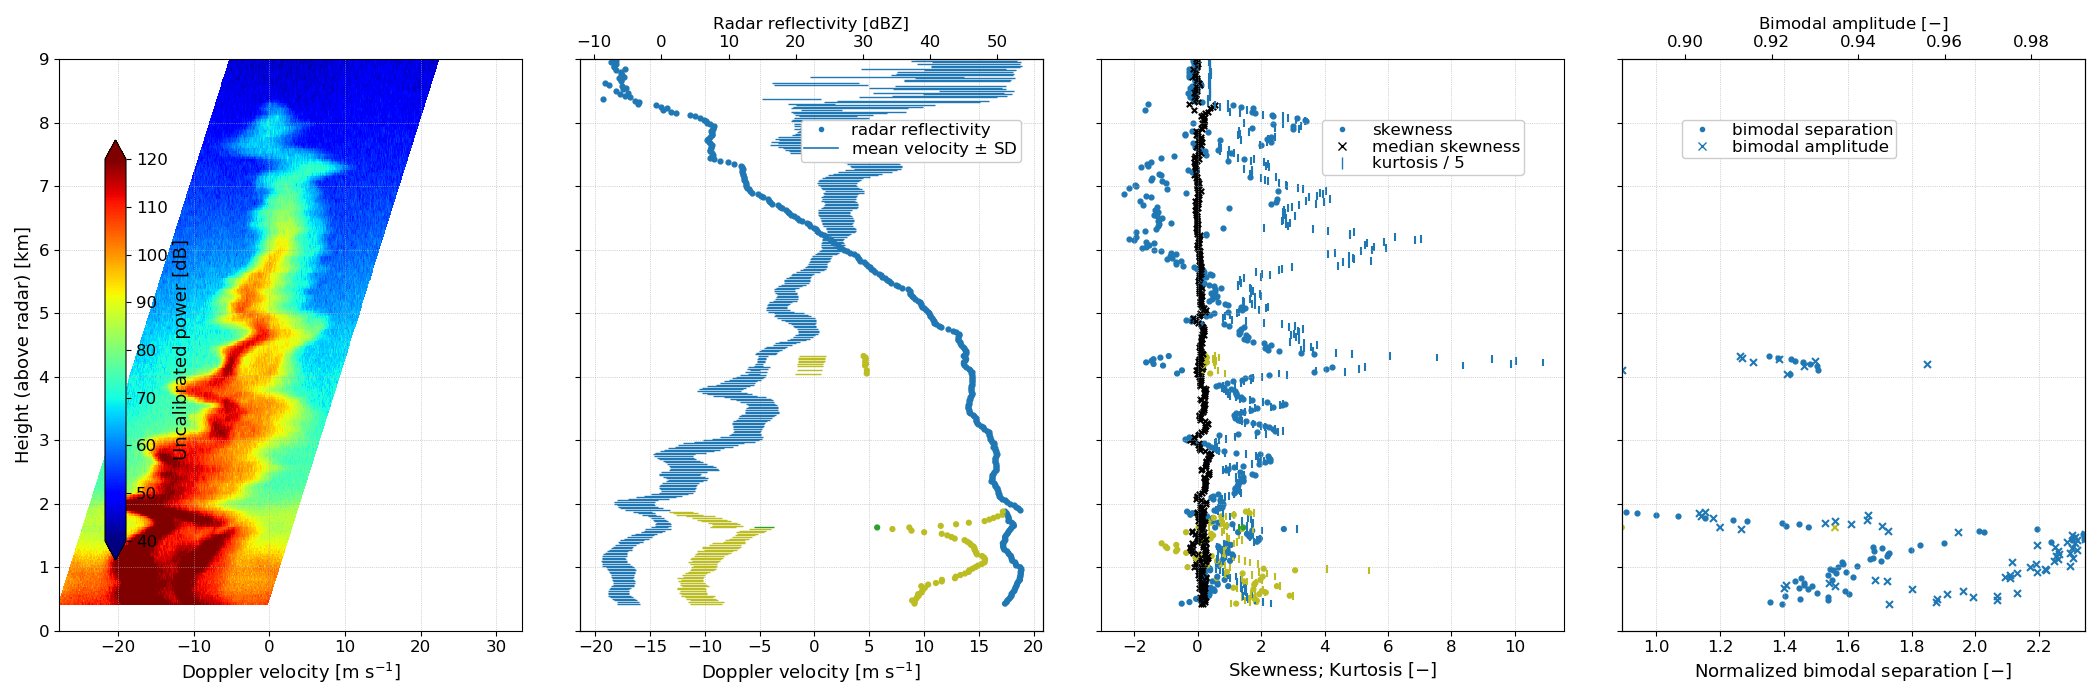 Radar reflectivity [dBZ]
−10 0 10 20 30 40 50
Bimodal amplitude [−]
0.90 0.92 0.94 0.96 0.98
Height (above radar) [km]
9
8
7
6
5
4
3
2
1
0
120
110
100
90
80
70
60
50
40
Uncalibrated power [dB]
radar reflectivity
mean velocity ± SD
skewness
median skewness
kurtosis / 5
bimodal separation
bimodal amplitude
−20 −10 0 10 20 30
Doppler velocity [m s⁻¹]
−20 −15 −10 −5 0 5 10 15 20
Doppler velocity [m s⁻¹]
−2 0 2 4 6 8 10
Skewness; Kurtosis [−]
1.0 1.2 1.4 1.6 1.8 2.0 2.2
Normalized bimodal separation [−]